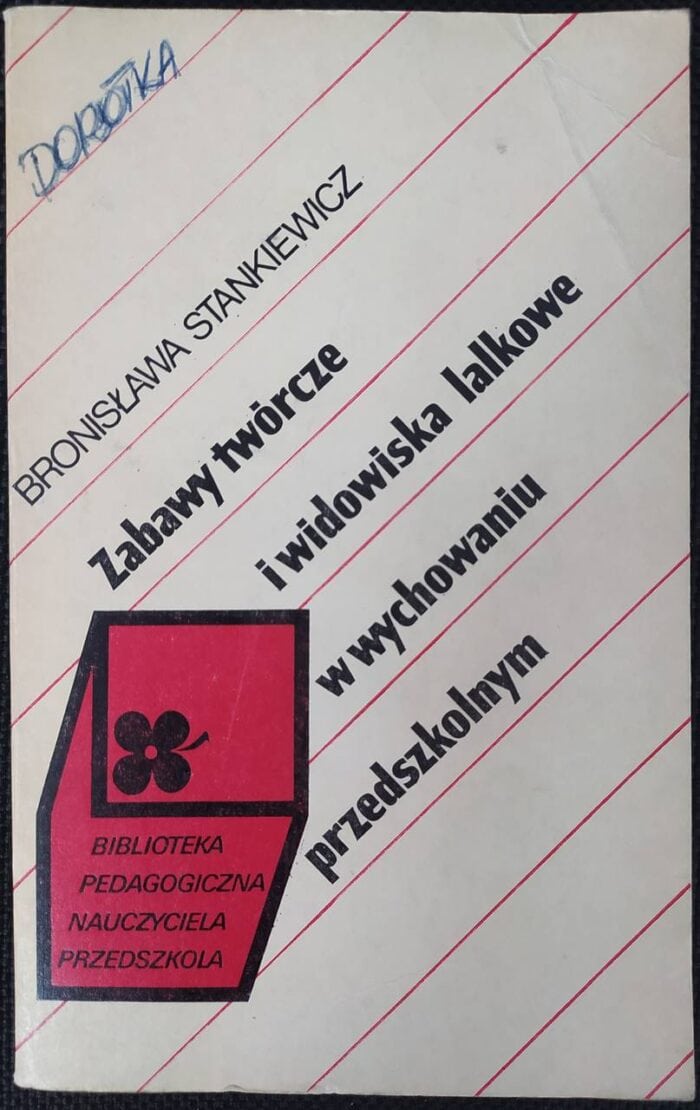 DOROTKA
BRONISŁAWA STANKIEWICZ
Zabawy twórcze
i widowiska lalkowe
w wychowaniu
przedszkolnym
BIBLIOTEKA
PEDAGOGICZNA
NAUCZYCIELA
PRZEDSZKOLA